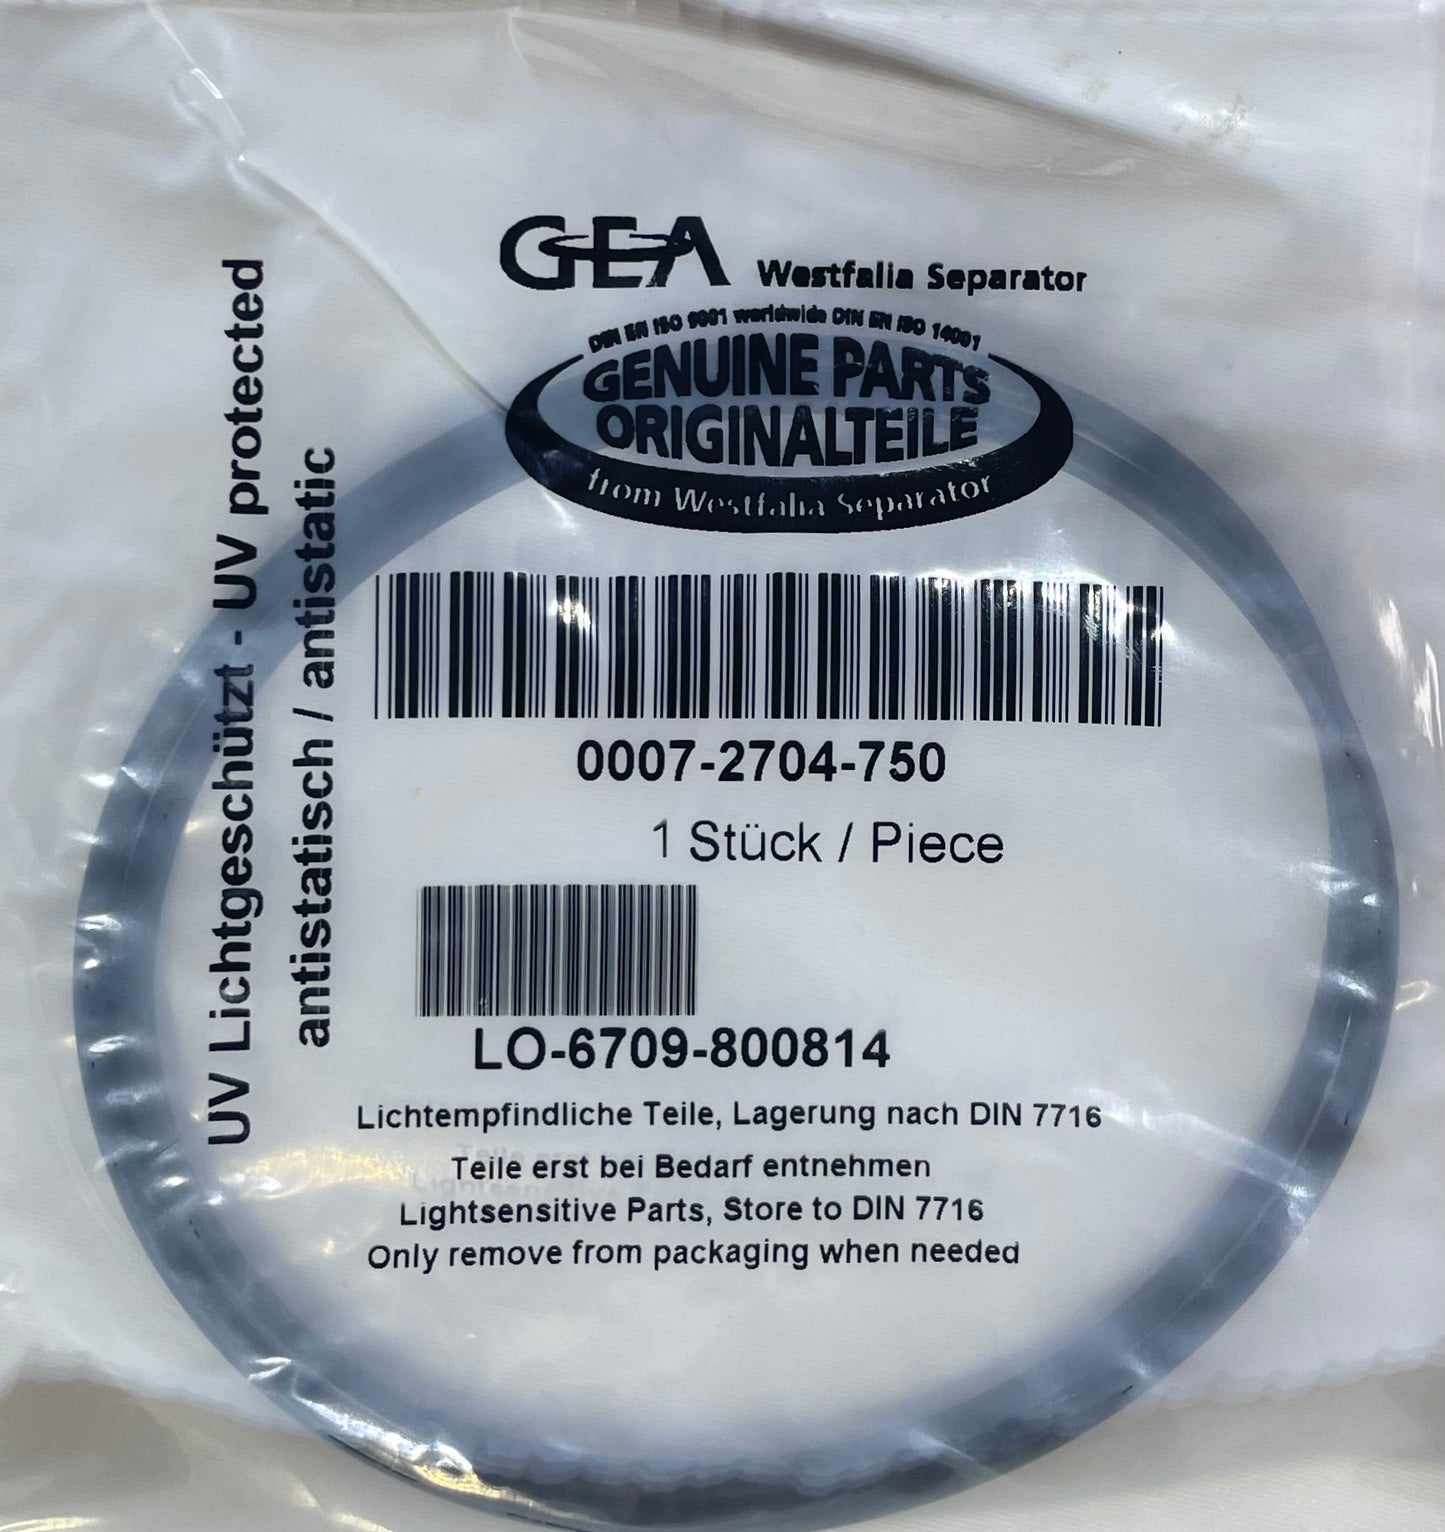 GEA Westfalia Separator
DIN EN ISO 9001 worldwide DIN EN ISO 14001
GENUINE PARTS
ORIGINALTEILE
from Westfalia Separator
UV Lichtgeschützt - UV protected
antistatisch / antistatic
0007-2704-750
1 Stück / Piece
LO-6709-800814
Lichtempfindliche Teile, Lagerung nach DIN 7716
Teile erst bei Bedarf entnehmen
Lightsensitive Parts, Store to DIN 7716
Only remove from packaging when needed